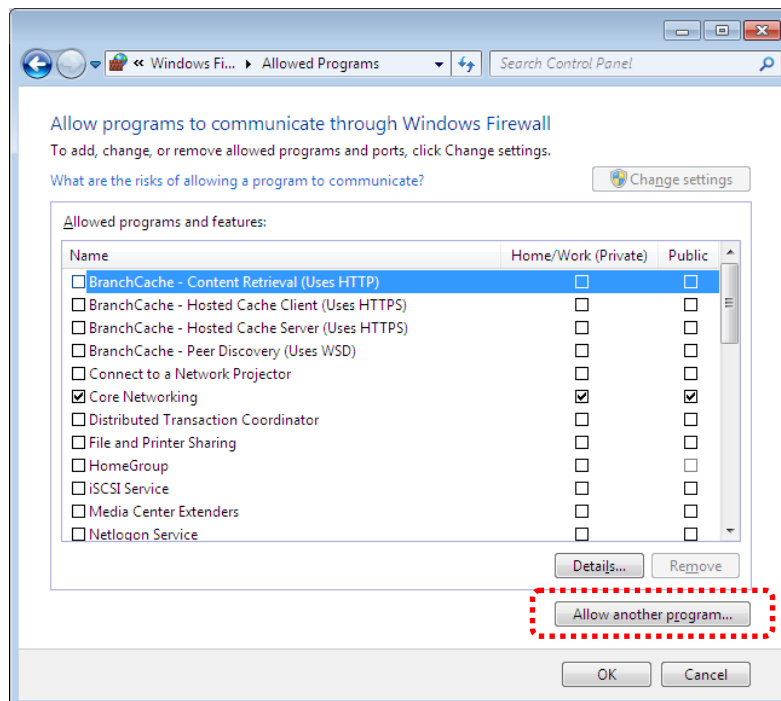 « Windows Fi... ▸ Allowed Programs Search Control Panel
Allow programs to communicate through Windows Firewall
To add, change, or remove allowed programs and ports, click Change settings.
What are the risks of allowing a program to communicate? Change settings
Allowed programs and features:
Name Home/Work (Private) Public
BranchCache - Content Retrieval (Uses HTTP)
BranchCache - Hosted Cache Client (Uses HTTPS)
BranchCache - Hosted Cache Server (Uses HTTPS)
BranchCache - Peer Discovery (Uses WSD)
Connect to a Network Projector
Core Networking
Distributed Transaction Coordinator
File and Printer Sharing
HomeGroup
iSCSI Service
Media Center Extenders
Netlogon Service
Details... Remove
Allow another program...
OK Cancel